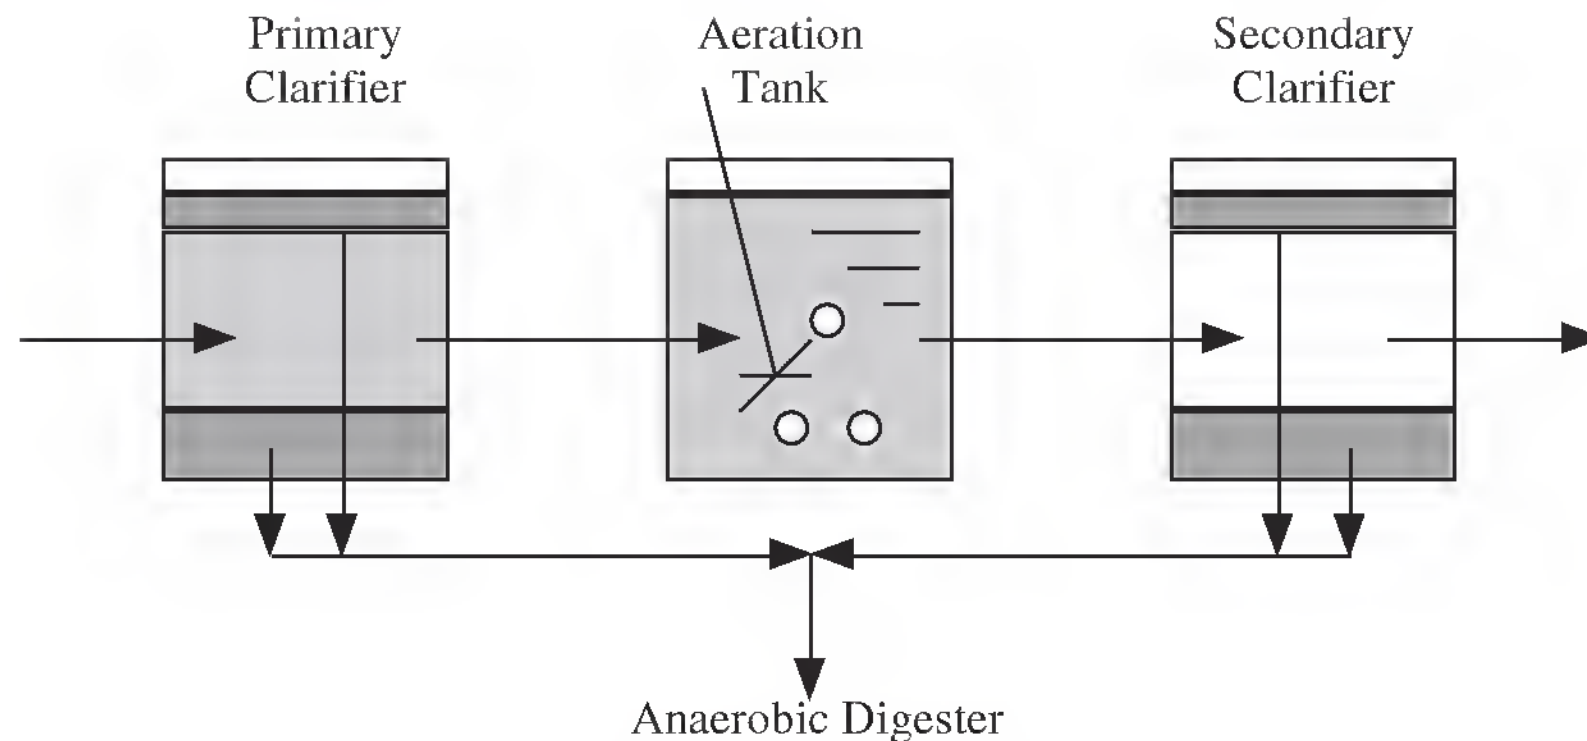 Primary
Clarifier
Aeration
Tank
Secondary
Clarifier
Anaerobic Digester